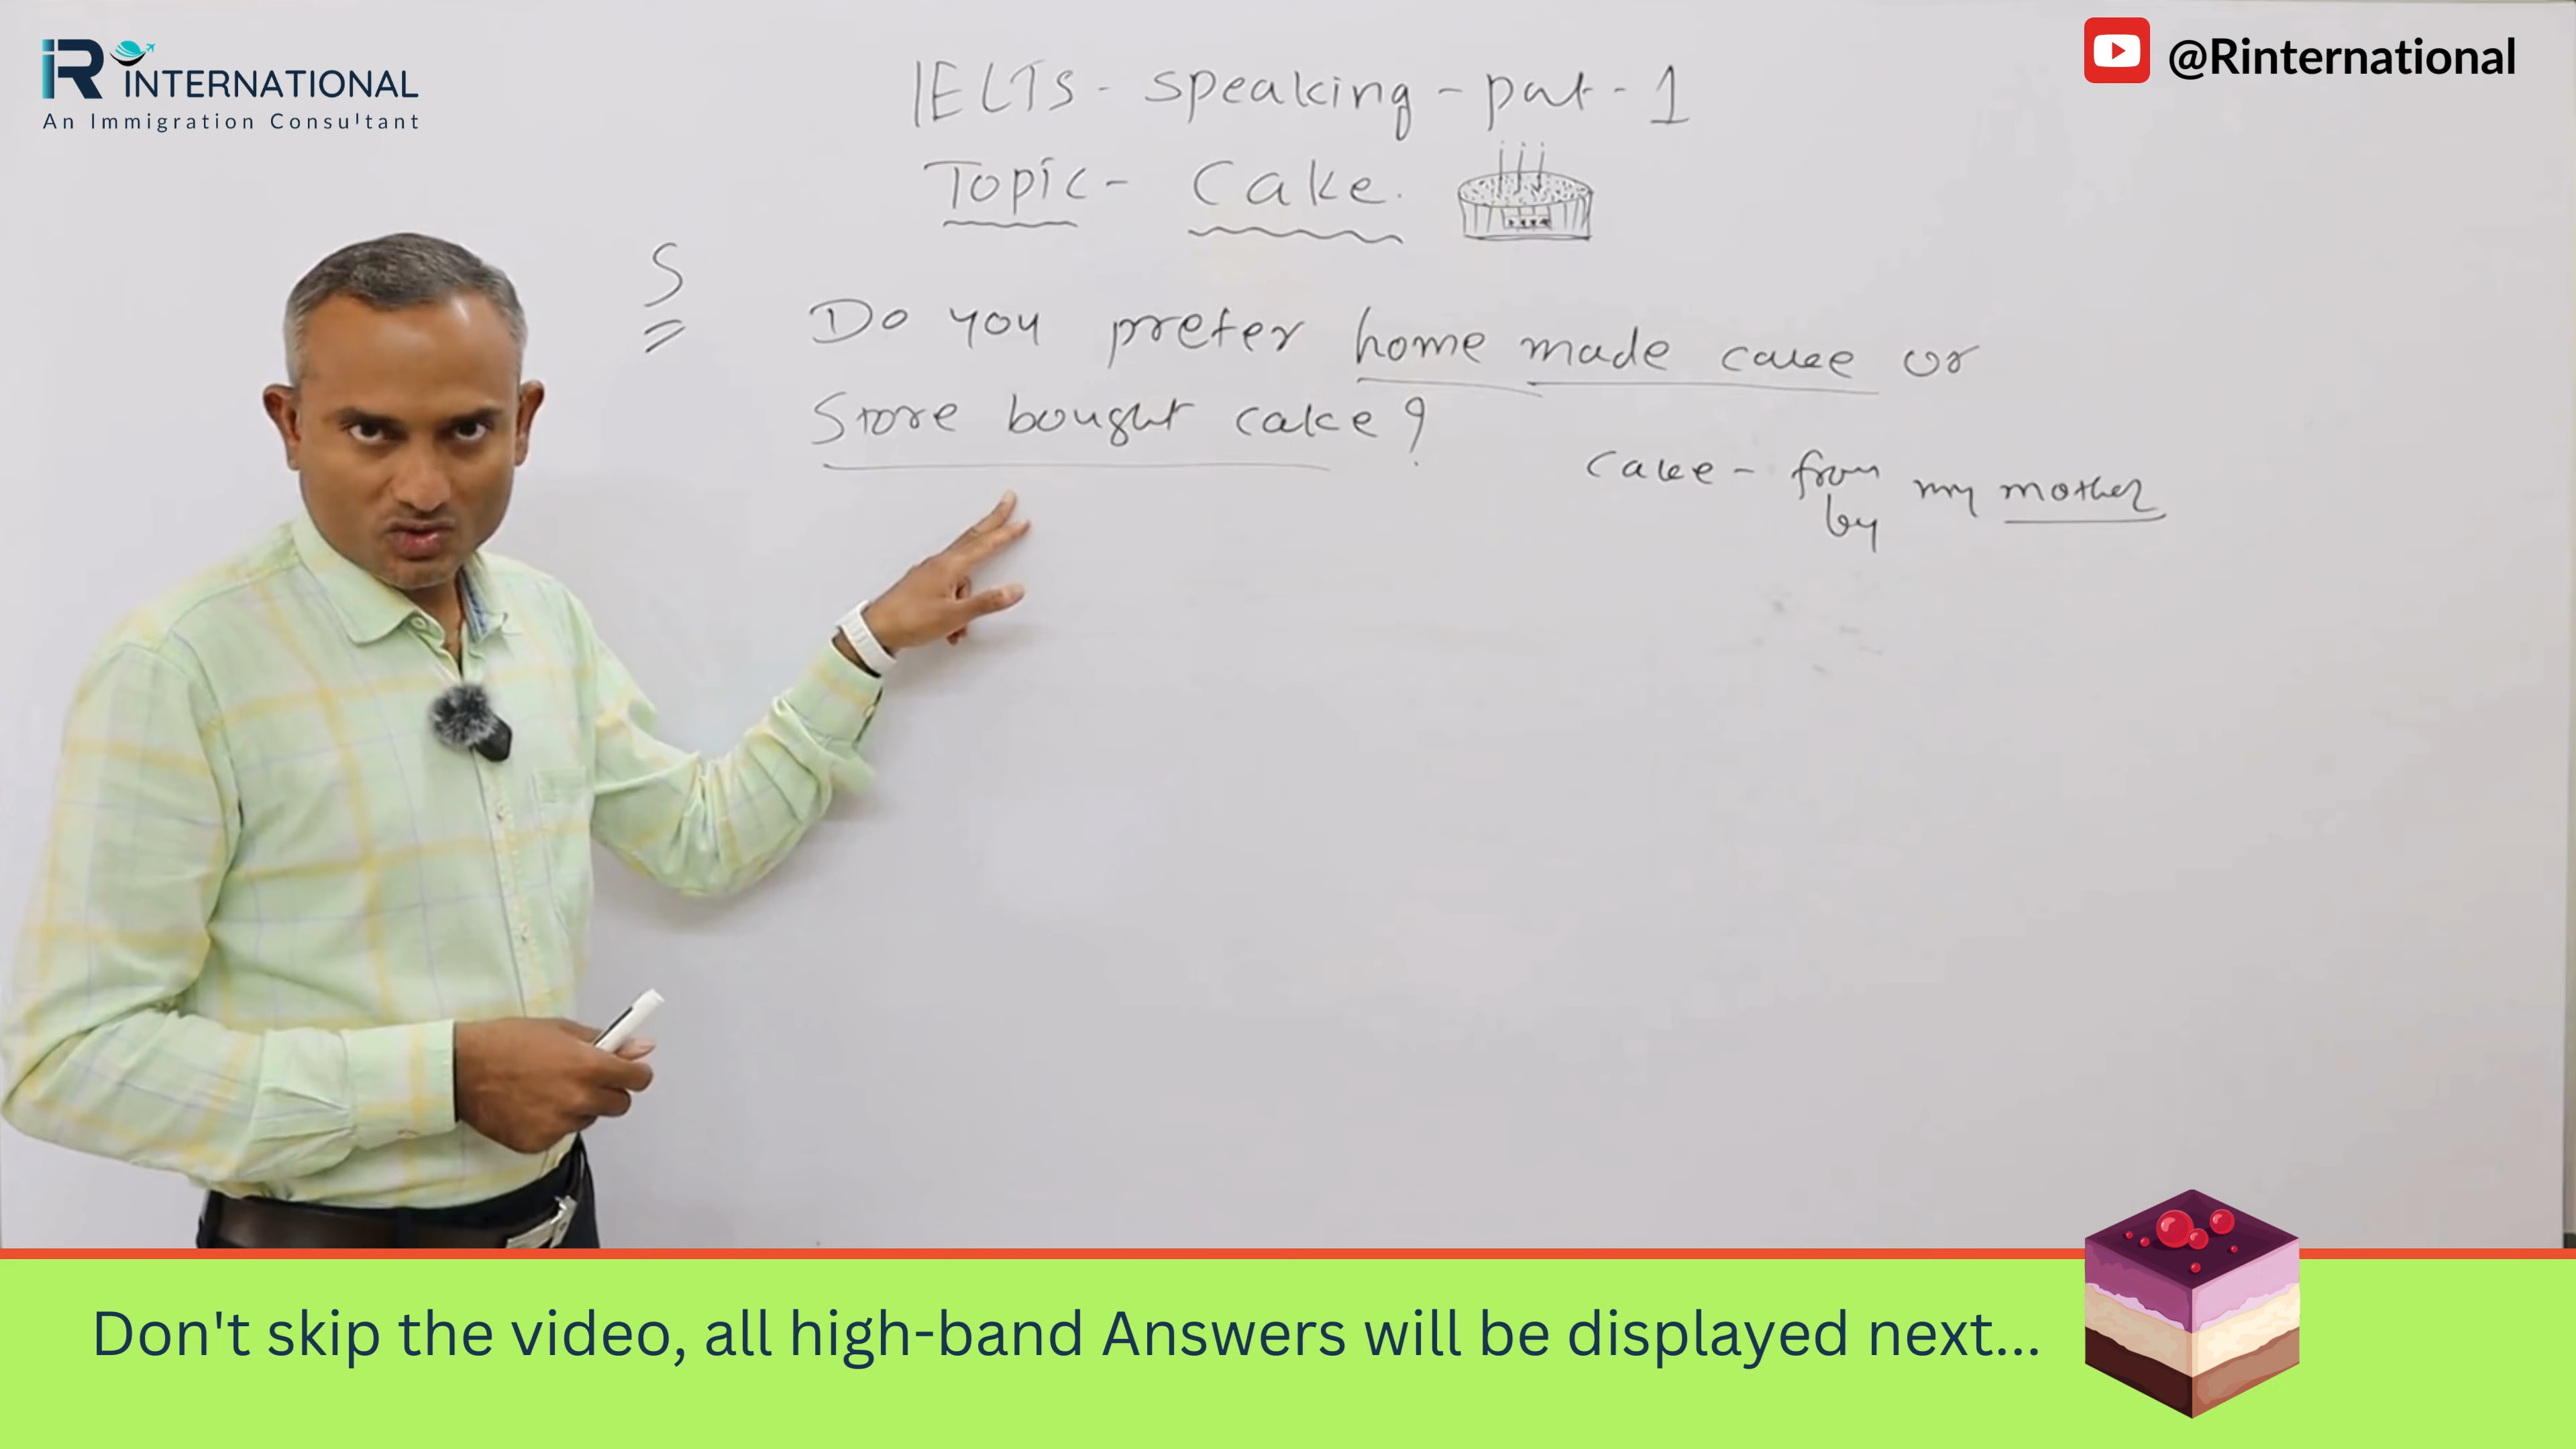 iR INTERNATIONAL
An Immigration Consultant
@Rinternational
IELTS - Speaking - part - 1
Topic - Cake.
S
Do you prefer home made cake or
Store bought cake?
cake - from my mother
by
Don't skip the video, all high-band Answers will be displayed next...